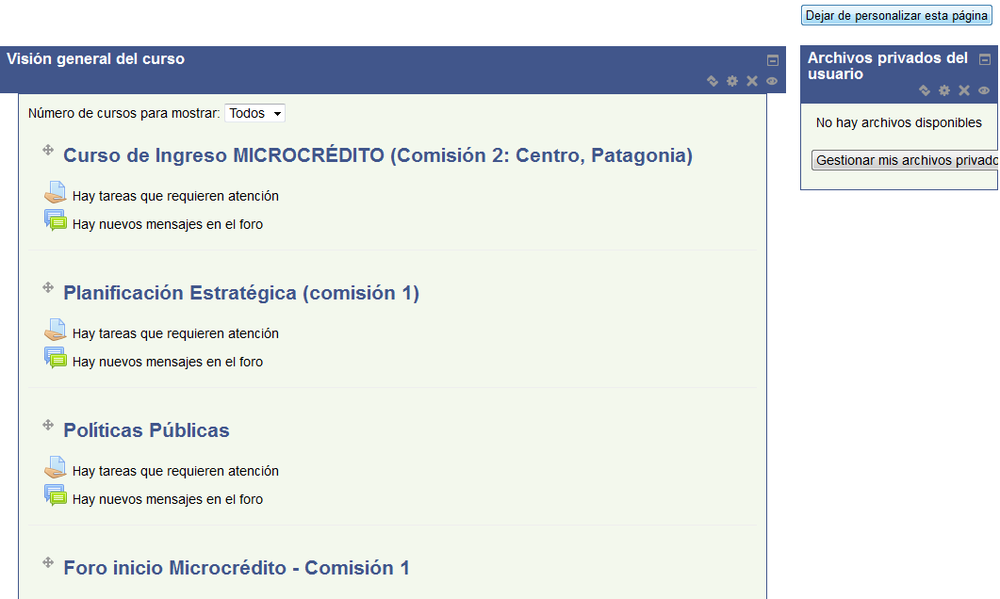 Dejar de personalizar esta página
Visión general del curso
Número de cursos para mostrar: Todos
Curso de Ingreso MICROCRÉDITO (Comisión 2: Centro, Patagonia)
Hay tareas que requieren atención
Hay nuevos mensajes en el foro
Planificación Estratégica (comisión 1)
Hay tareas que requieren atención
Hay nuevos mensajes en el foro
Políticas Públicas
Hay tareas que requieren atención
Hay nuevos mensajes en el foro
Foro inicio Microcrédito - Comisión 1
Archivos privados del
usuario
No hay archivos disponibles
Gestionar mis archivos privado